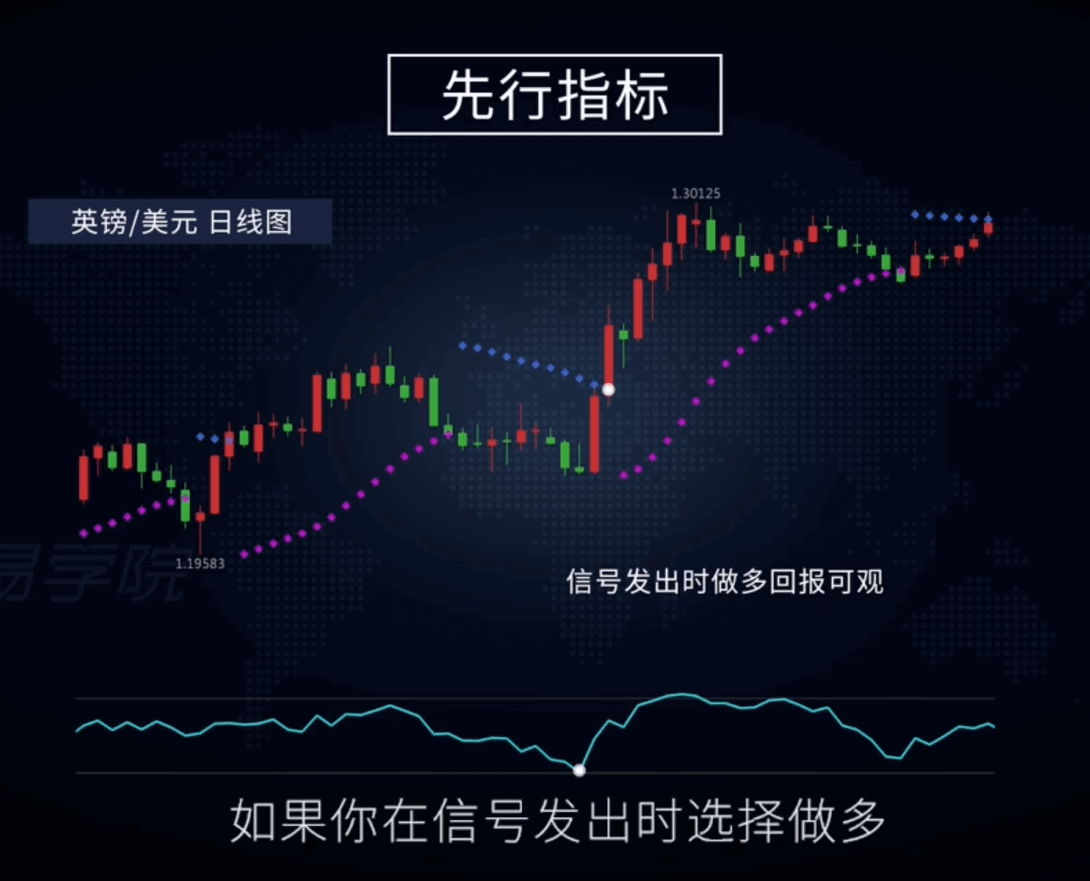 先行指标
1.30125
英镑/美元 日线图
易学院
1.19583
信号发出时做多回报可观
如果你在信号发出时选择做多